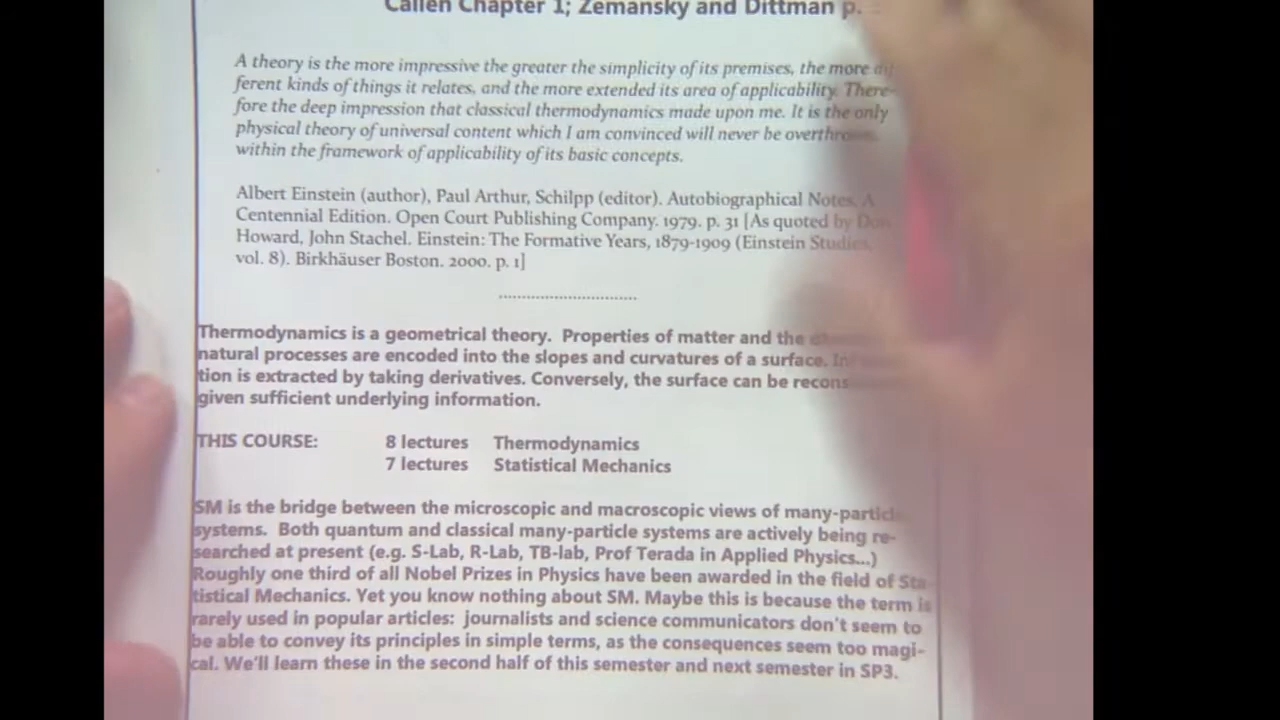 Callen Chapter 1; Zemansky and Dittman p.
A theory is the more impressive the greater the simplicity of its premises, the more dif
ferent kinds of things it relates, and the more extended its area of applicability. There-
fore the deep impression that classical thermodynamics made upon me. It is the only
physical theory of universal content which I am convinced will never be
within the framework of applicability of its basic concepts.
Albert Einstein (author), Paul Arthur, Schilpp (editor). Autobiographical Notes. A
Centennial Edition. Open Court Publishing Company. 1979. p. 31 [As quoted by Don
Howard, John Stachel. Einstein: The Formative Years, 1879-1909 (Einstein Studies,
vol. 8). Birkhäuser Boston. 2000. p. 1]
Thermodynamics is a geometrical theory. Properties of matter and the
natural processes are encoded into the slopes and curvatures of a surface.
tion is extracted by taking derivatives. Conversely, the surface can be
given sufficient underlying information.
THIS COURSE: 8 lectures Thermodynamics
7 lectures Statistical Mechanics
SM is the bridge between the microscopic and macroscopic views of many-particle
systems. Both quantum and classical many-particle systems are actively being re-
searched at present (e.g. S-Lab, R-Lab, TB-lab, Prof Terada in Applied Physics...)
Roughly one third of all Nobel Prizes in Physics have been awarded in the field of Sta-
tistical Mechanics. Yet you know nothing about SM. Maybe this is because the term is
rarely used in popular articles: journalists and science communicators don't seem to
be able to convey its principles in simple terms, as the consequences seem too magi-
cal. We'll learn these in the second half of this semester and next semester in SP3.